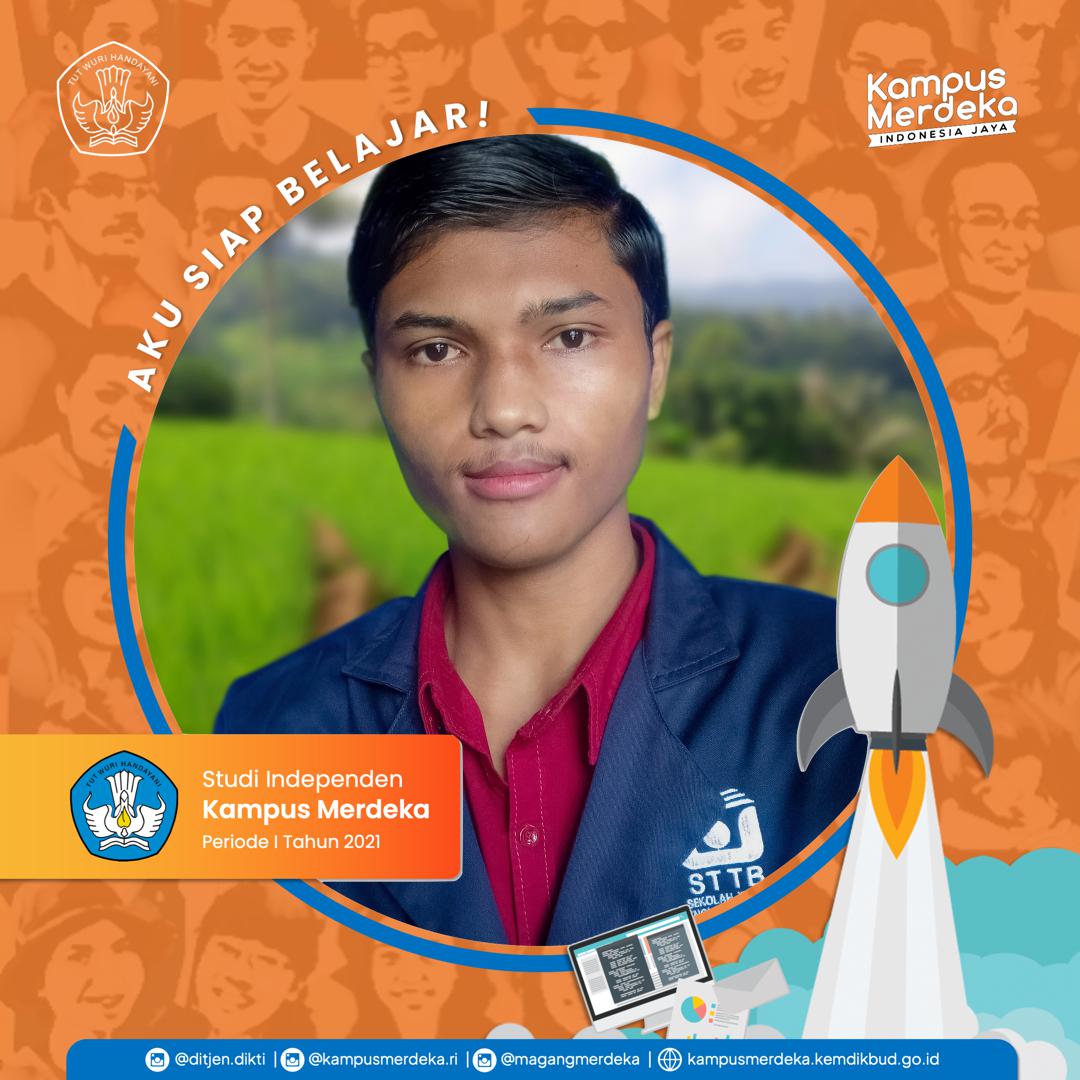 TUT WURI HANDAYANI
Kampus
Merdeka
INDONESIA JAYA
AKU SIAP BELAJAR!
TUT WURI HANDAYANI
Studi Independen
Kampus Merdeka
Periode I Tahun 2021
STTB
SEKOLAH
@ditjen.dikti | @kampusmerdeka.ri | @magangmerdeka | kampusmerdeka.kemdikbud.go.id